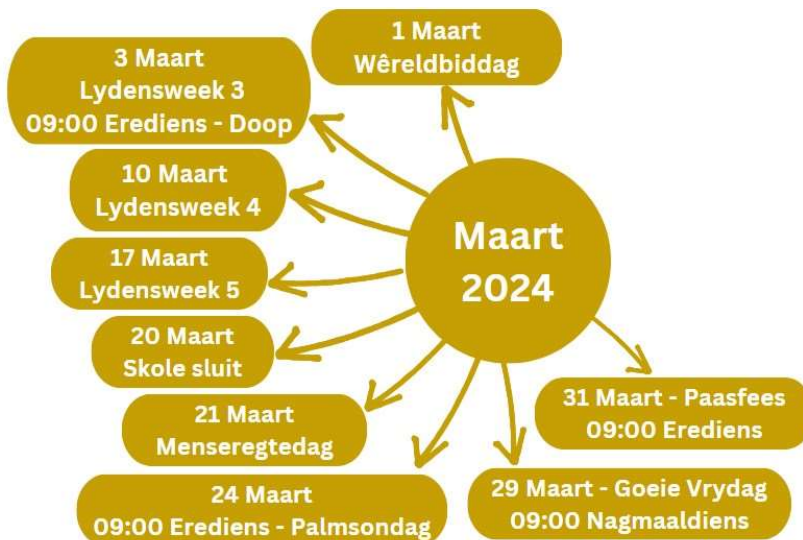 Maart
2024
1 Maart
Wêreldbiddag
3 Maart
Lydensweek 3
09:00 Erediens - Doop
10 Maart
Lydensweek 4
17 Maart
Lydensweek 5
20 Maart
Skole sluit
21 Maart
Menseregtedag
24 Maart
09:00 Erediens - Palmsondag
29 Maart - Goeie Vrydag
09:00 Nagmaaldiens
31 Maart - Paasfees
09:00 Erediens